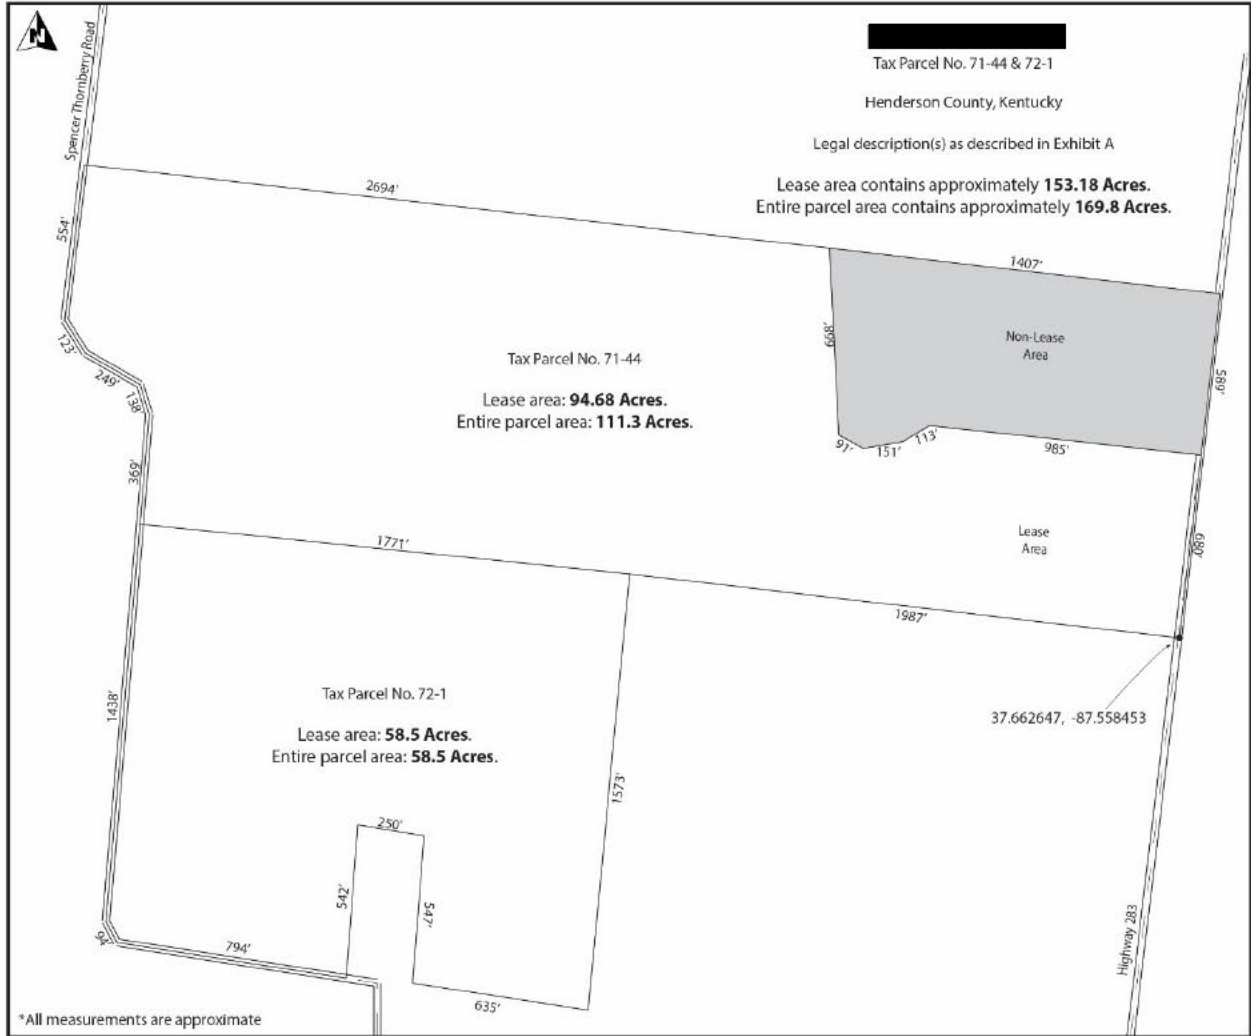 N
Spencer Thornberry Road
Tax Parcel No. 71-44 & 72-1
Henderson County, Kentucky
Legal description(s) as described in Exhibit A
Lease area contains approximately 153.18 Acres.
Entire parcel area contains approximately 169.8 Acres.
2694'
1407'
554'
123'
249'
138'
369'
Tax Parcel No. 71-44
Lease area: 94.68 Acres.
Entire parcel area: 111.3 Acres.
668'
Non-Lease
Area
589'
91'
151'
113'
985'
Lease
Area
680'
1771'
1987'
37.662647, -87.558453
Tax Parcel No. 72-1
Lease area: 58.5 Acres.
Entire parcel area: 58.5 Acres.
1438'
1573'
250'
542'
547'
94'
794'
635'
Highway 283
*All measurements are approximate